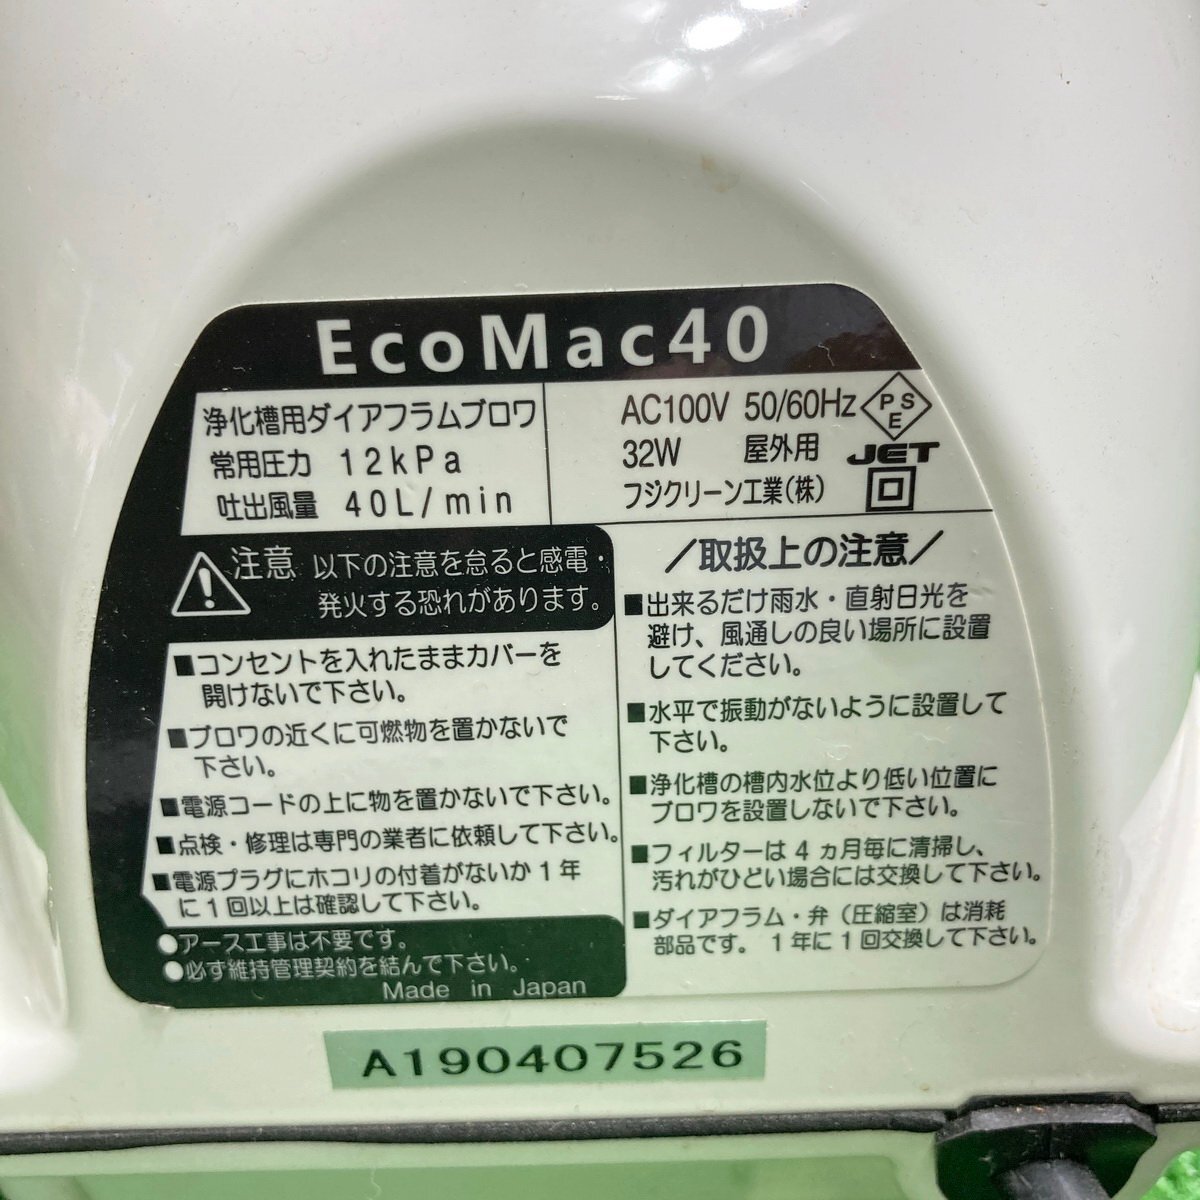 EcoMac40
浄化槽用ダイアフラムブロワ
常用圧力 12kPa
吐出風量 40L/min
AC100V 50/60Hz
PSE
32W 屋外用
JET
フジクリーン工業(株)
注意 以下の注意を怠ると感電・
発火する恐れがあります。
■コンセントを入れたままカバーを
開けないで下さい。
■ブロワの近くに可燃物を置かないで
下さい。
■電源コードの上に物を置かないで下さい。
■点検・修理は専門の業者に依頼して下さい。
■電源プラグにホコリの付着がないか1年
に1回以上は確認して下さい。
●アース工事は不要です。
●必ず維持管理契約を結んで下さい。
Made in Japan
／取扱上の注意／
■出来るだけ雨水・直射日光を
避け、風通しの良い場所に設置
してください。
■水平で振動がないように設置して
下さい。
■浄化槽の槽内水位より低い位置に
ブロワを設置しないで下さい。
■フィルターは4ヵ月毎に清掃し、
汚れがひどい場合には交換して下さい。
■ダイアフラム・弁（圧縮室）は消耗
部品です。1年に1回交換して下さい。
A190407526